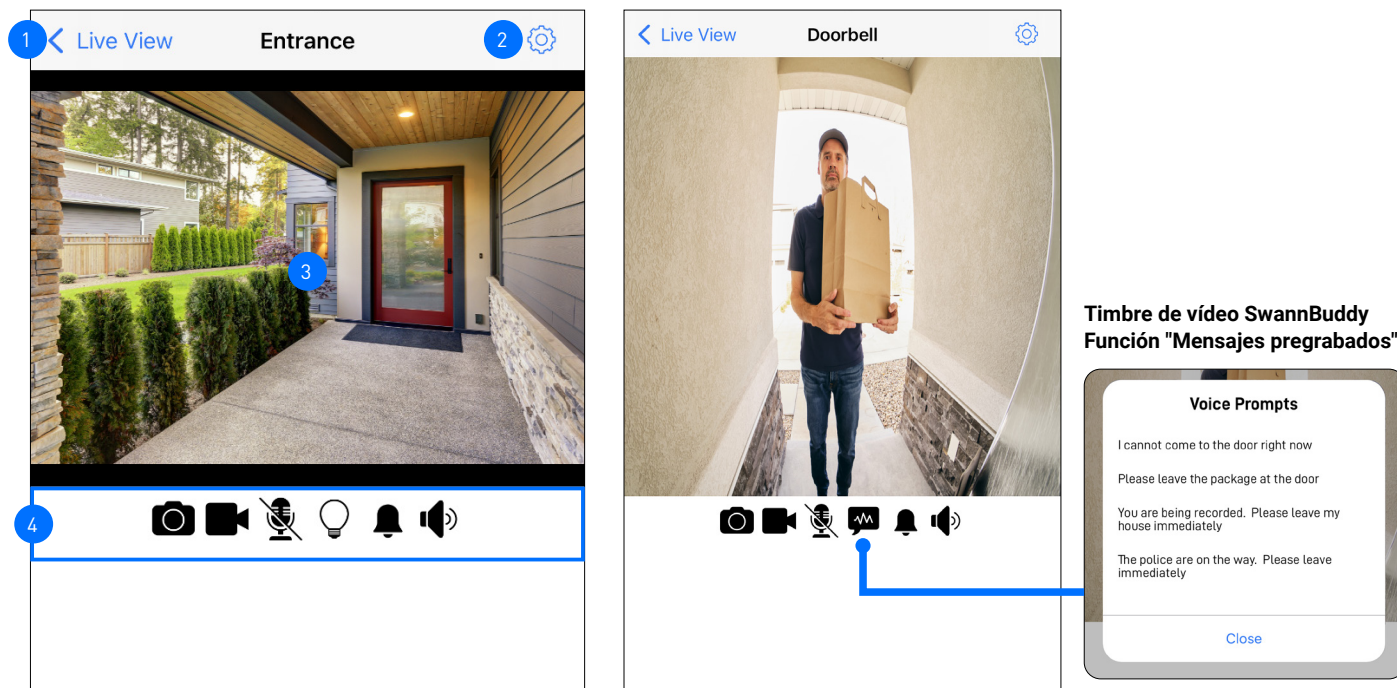 1
Live View
Entrance
2
3
4
Live View
Doorbell
Timbre de vídeo SwannBuddy
Función "Mensajes pregrabados"
Voice Prompts
I cannot come to the door right now
Please leave the package at the door
You are being recorded.  Please leave my
house immediately
The police are on the way.  Please leave
immediately
Close